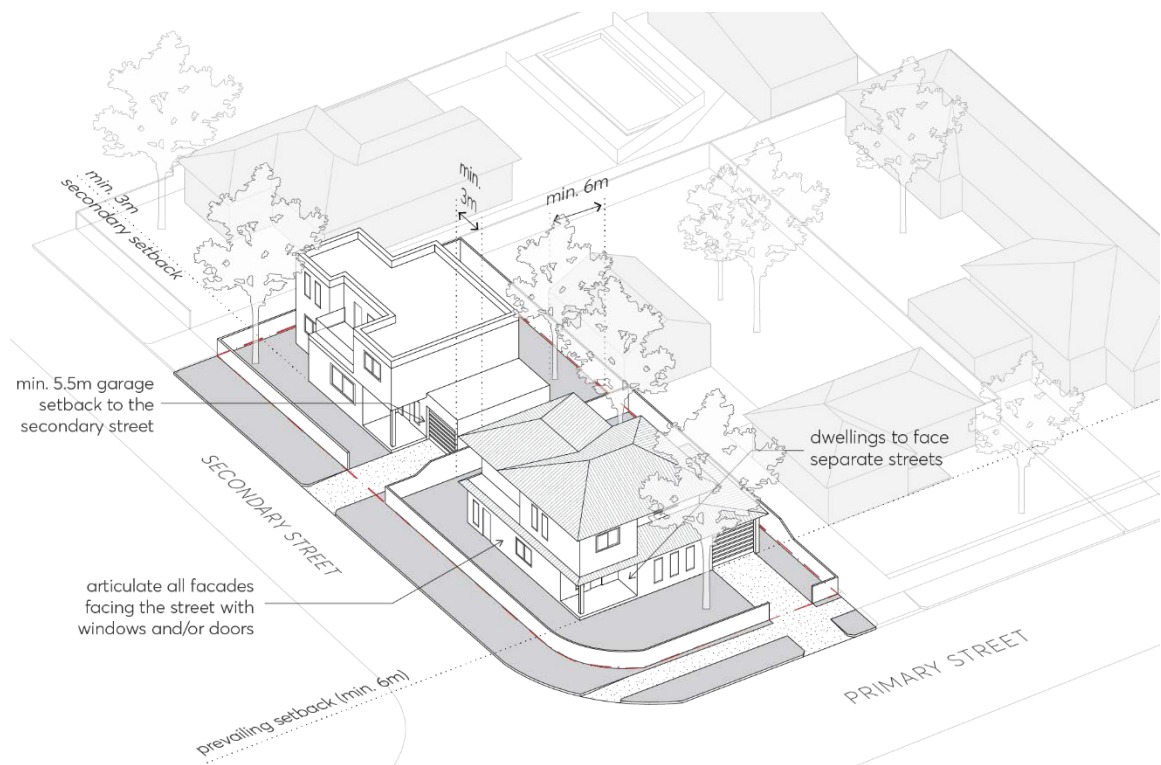 min.
3m
min. 6m
min. 3m
secondary setback
min. 5.5m garage
setback to the
secondary street
dwellings to face
separate streets
SECONDARY STREET
articulate all facades
facing the street with
windows and/or doors
prevailing setback (min. 6m)
PRIMARY STREET